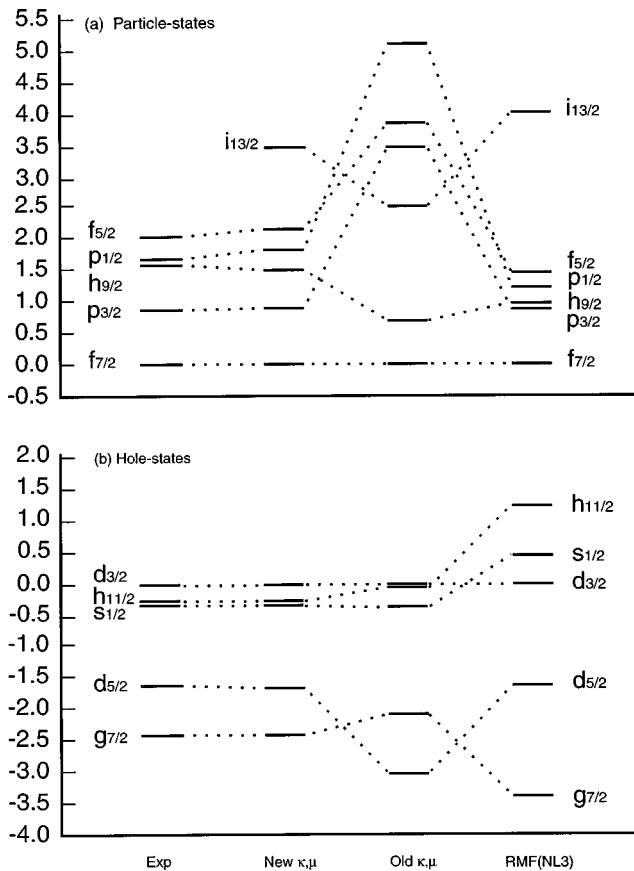 5.5
(a) Particle-states
5.0
4.5
4.0
i13/2
3.5
i13/2
3.0
2.5
2.0
f5/2
1.5
p1/2
f5/2
p1/2
h9/2
1.0
h9/2
p3/2
p3/2
0.5
0.0
f7/2
f7/2
-0.5
2.0
(b) Hole-states
1.5
h11/2
1.0
0.5
s1/2
0.0
d3/2
d3/2
-0.5
h11/2
s1/2
-1.0
-1.5
d5/2
d5/2
-2.0
-2.5
g7/2
-3.0
-3.5
g7/2
-4.0
Exp New κ,μ Old κ,μ RMF(NL3)